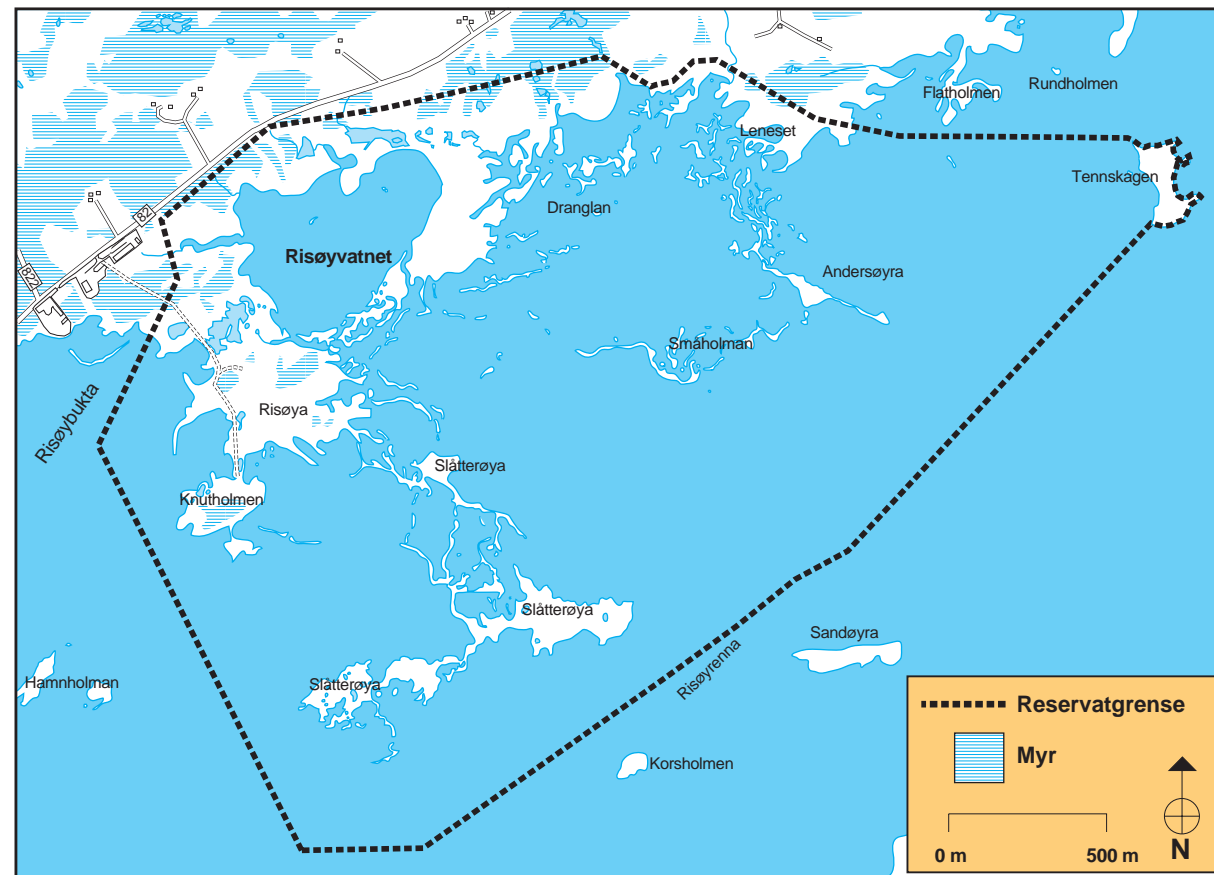 Rundholmen
Flatholmen
Leneset
Tennskagen
Dranglan
82
Risøyvatnet
Andersøyra
822
Småholman
Risøybukta
Risøya
Slåtterøya
Knutholmen
Slåtterøya
Sandøyra
Risøyrenna
Hamnholman
Slåtterøya
Korsholmen
Reservatgrense
Myr
0 m
500 m
N